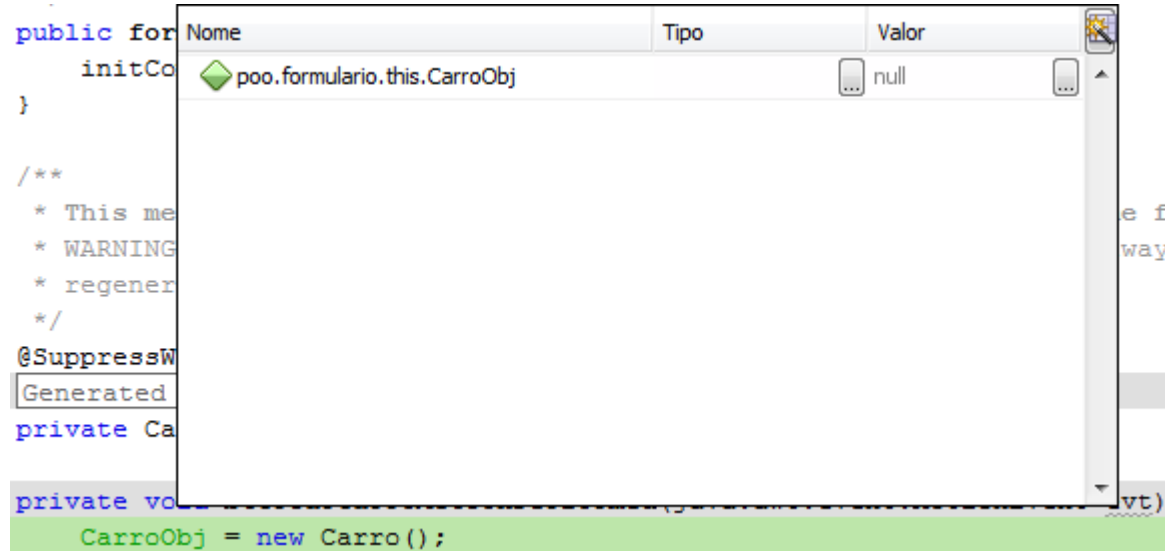 public for
Nome Tipo Valor
initCo
poo.formulario.this.CarroObj ... null ...
}
/**
* This me e f
* WARNING way
* regener
*/
@SuppressW
Generated
private Ca
private vo vt)
CarroObj = new Carro();